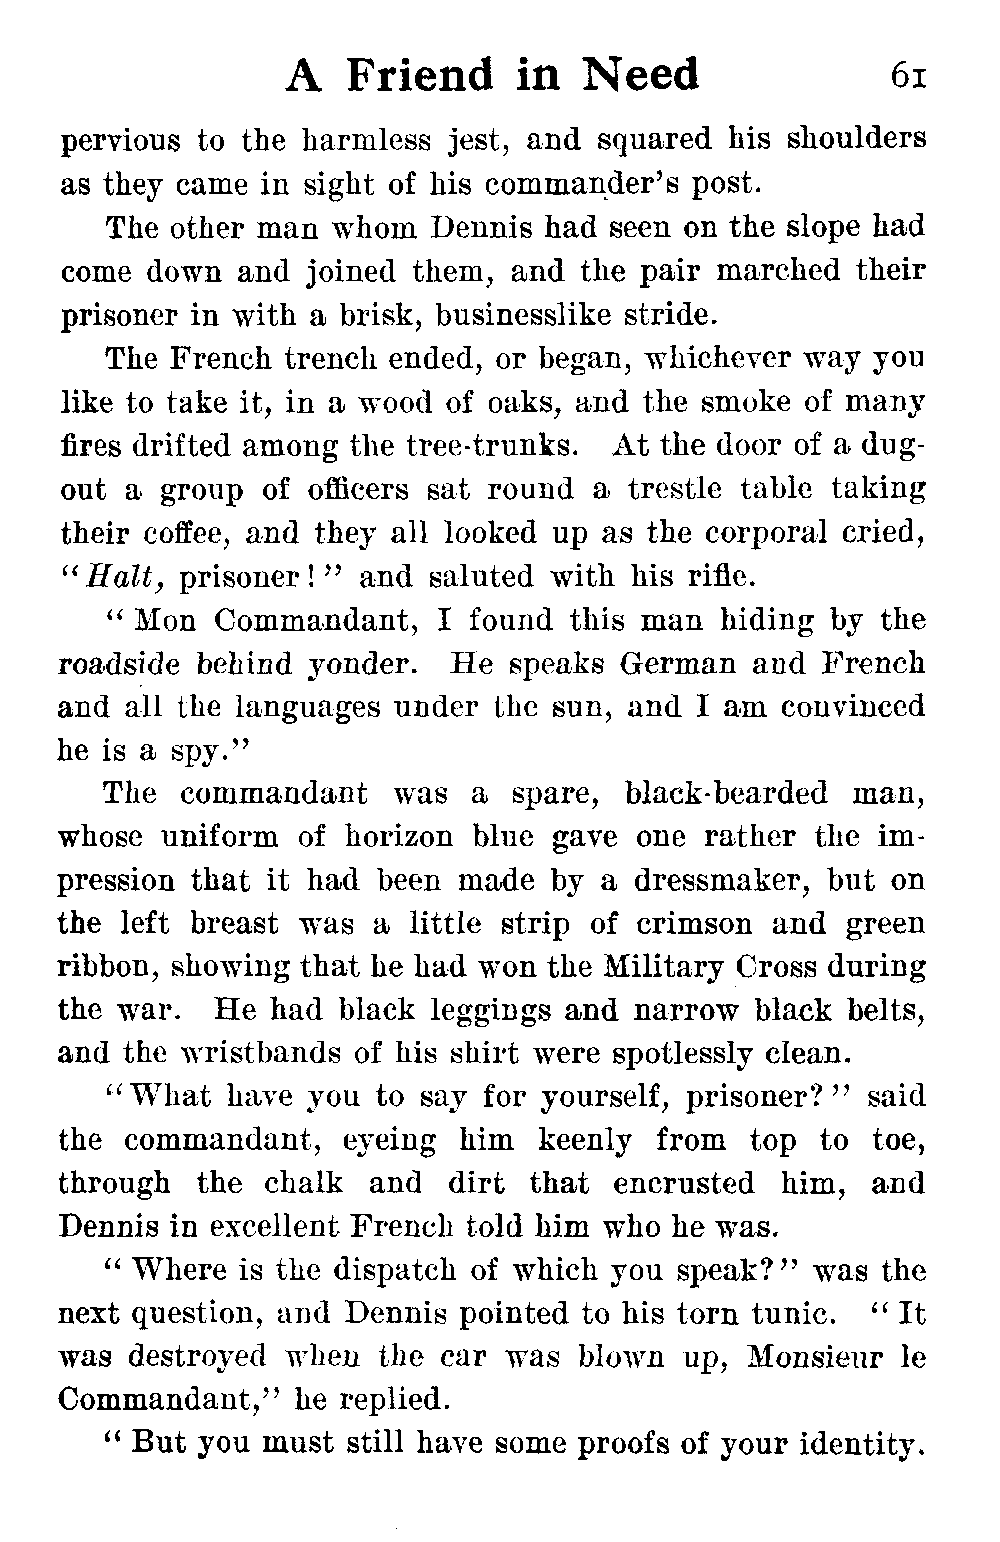 A Friend in Need 61
pervious to the harmless jest, and squared his shoulders
as they came in sight of his commander's post.
The other man whom Dennis had seen on the slope had
come down and joined them, and the pair marched their
prisoner in with a brisk, businesslike stride.
The French trench ended, or began, whichever way you
like to take it, in a wood of oaks, and the smoke of many
fires drifted among the tree-trunks. At the door of a dug-
out a group of officers sat round a trestle table taking
their coffee, and they all looked up as the corporal cried,
"Halt, prisoner!" and saluted with his rifle.
"Mon Commandant, I found this man hiding by the
roadside behind yonder. He speaks German and French
and all the languages under the sun, and I am convinced
he is a spy."
The commandant was a spare, black-bearded man,
whose uniform of horizon blue gave one rather the im-
pression that it had been made by a dressmaker, but on
the left breast was a little strip of crimson and green
ribbon, showing that he had won the Military Cross during
the war. He had black leggings and narrow black belts,
and the wristbands of his shirt were spotlessly clean.
"What have you to say for yourself, prisoner?" said
the commandant, eyeing him keenly from top to toe,
through the chalk and dirt that encrusted him, and
Dennis in excellent French told him who he was.
"Where is the dispatch of which you speak?" was the
next question, and Dennis pointed to his torn tunic. "It
was destroyed when the car was blown up, Monsieur le
Commandant," he replied.
"But you must still have some proofs of your identity.